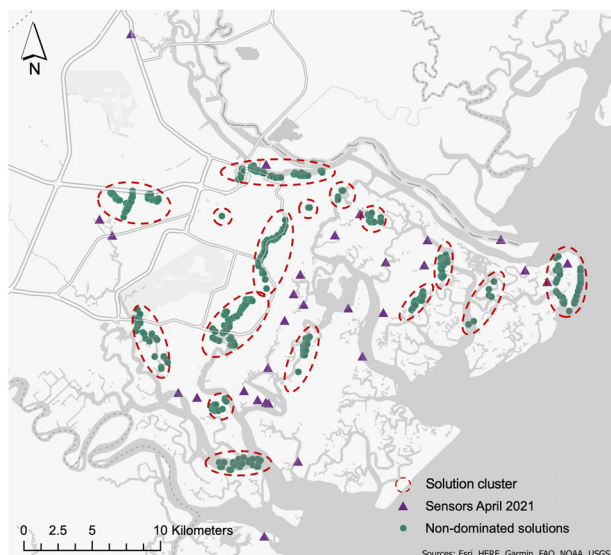 N
Solution cluster
Sensors April 2021
Non-dominated solutions
0 2.5 5 10 Kilometers
Sources: Esri, HERE, Garmin, FAO, NOAA, USGS